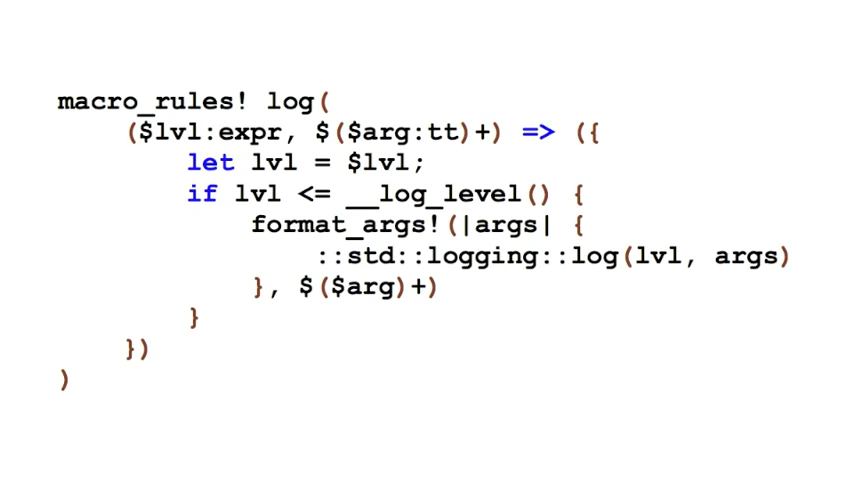 macro_rules! log(
    ($lvl:expr, $($arg:tt)+) => ({
        let lvl = $lvl;
        if lvl <= __log_level() {
            format_args!(|args| {
                ::std::logging::log(lvl, args)
            }, $($arg)+)
        }
    })
)